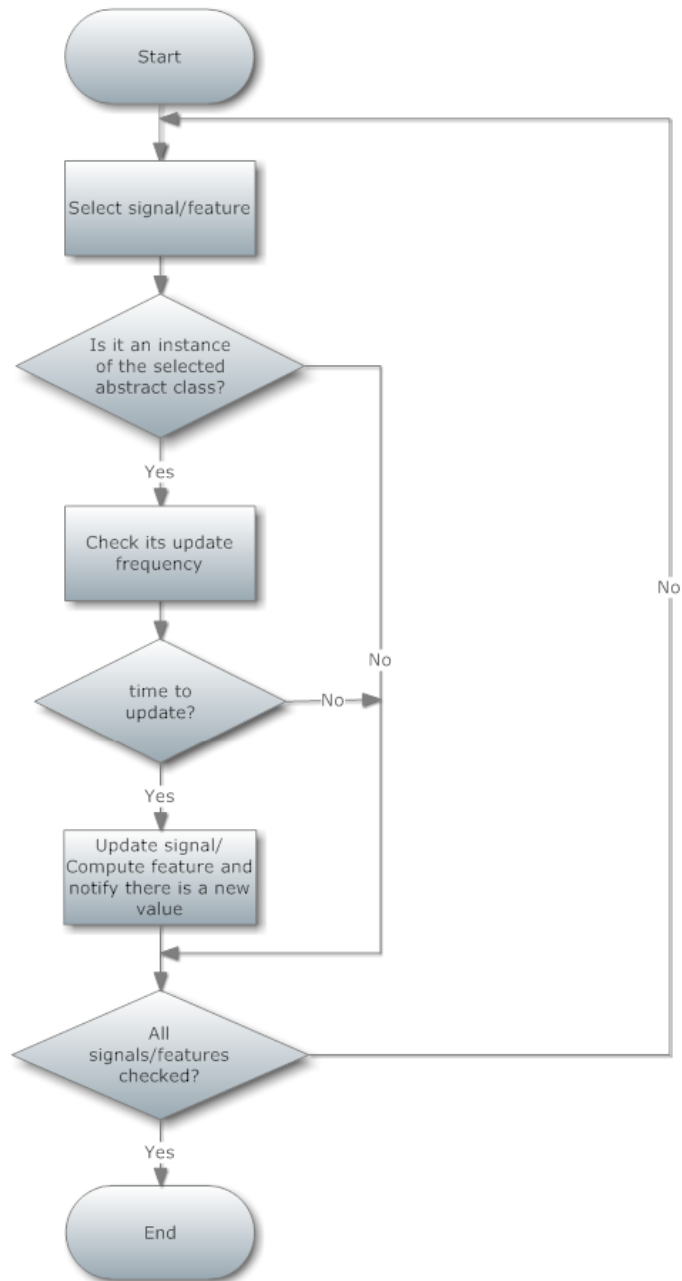 Start
Select signal/feature
Is it an instance
of the selected
abstract class?
Yes
Check its update
frequency
No
time to
update?
No
Yes
Update signal/
Compute feature and
notify there is a new
value
No
All
signals/features
checked?
Yes
End